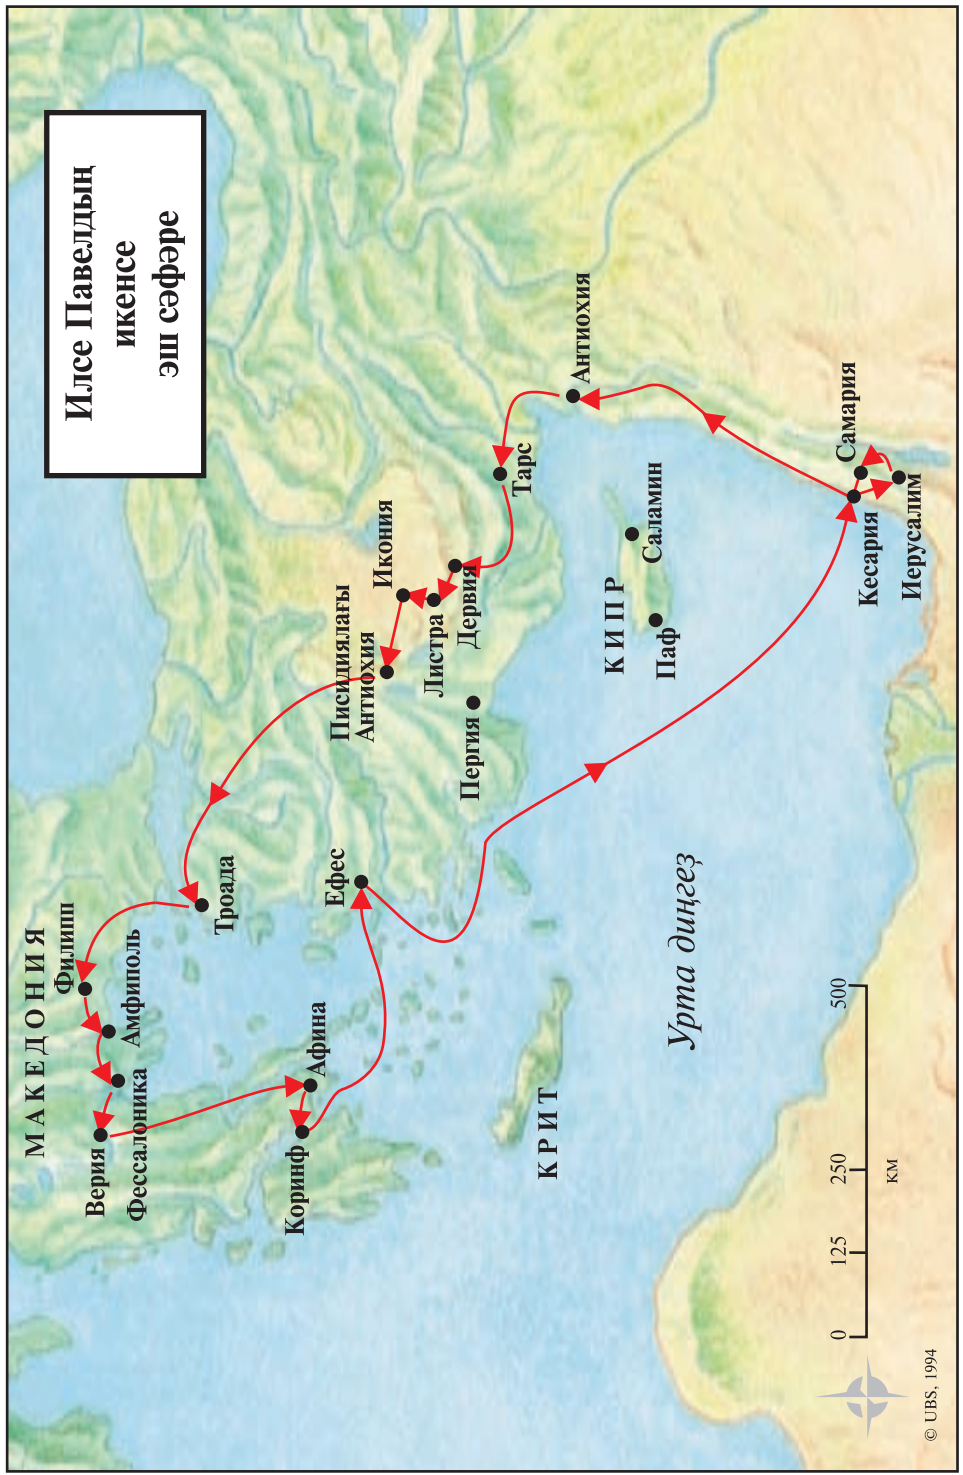 Илсе Павелдың
икенсе
эш сәфәре
МАКЕДОНИЯ
Филипп
Амфиполь
Верия
Фессалоника
Троада
Афина
Коринф
Ефес
Писидиялағы
Антиохия
Икония
Листра
Дервия
Пергия
Тарс
Антиохия
КИПР
Саламин
Паф
КРИТ
Урта диңгеҙ
Самария
Кесария
Иерусалим
0 125 250 500
км
© UBS, 1994